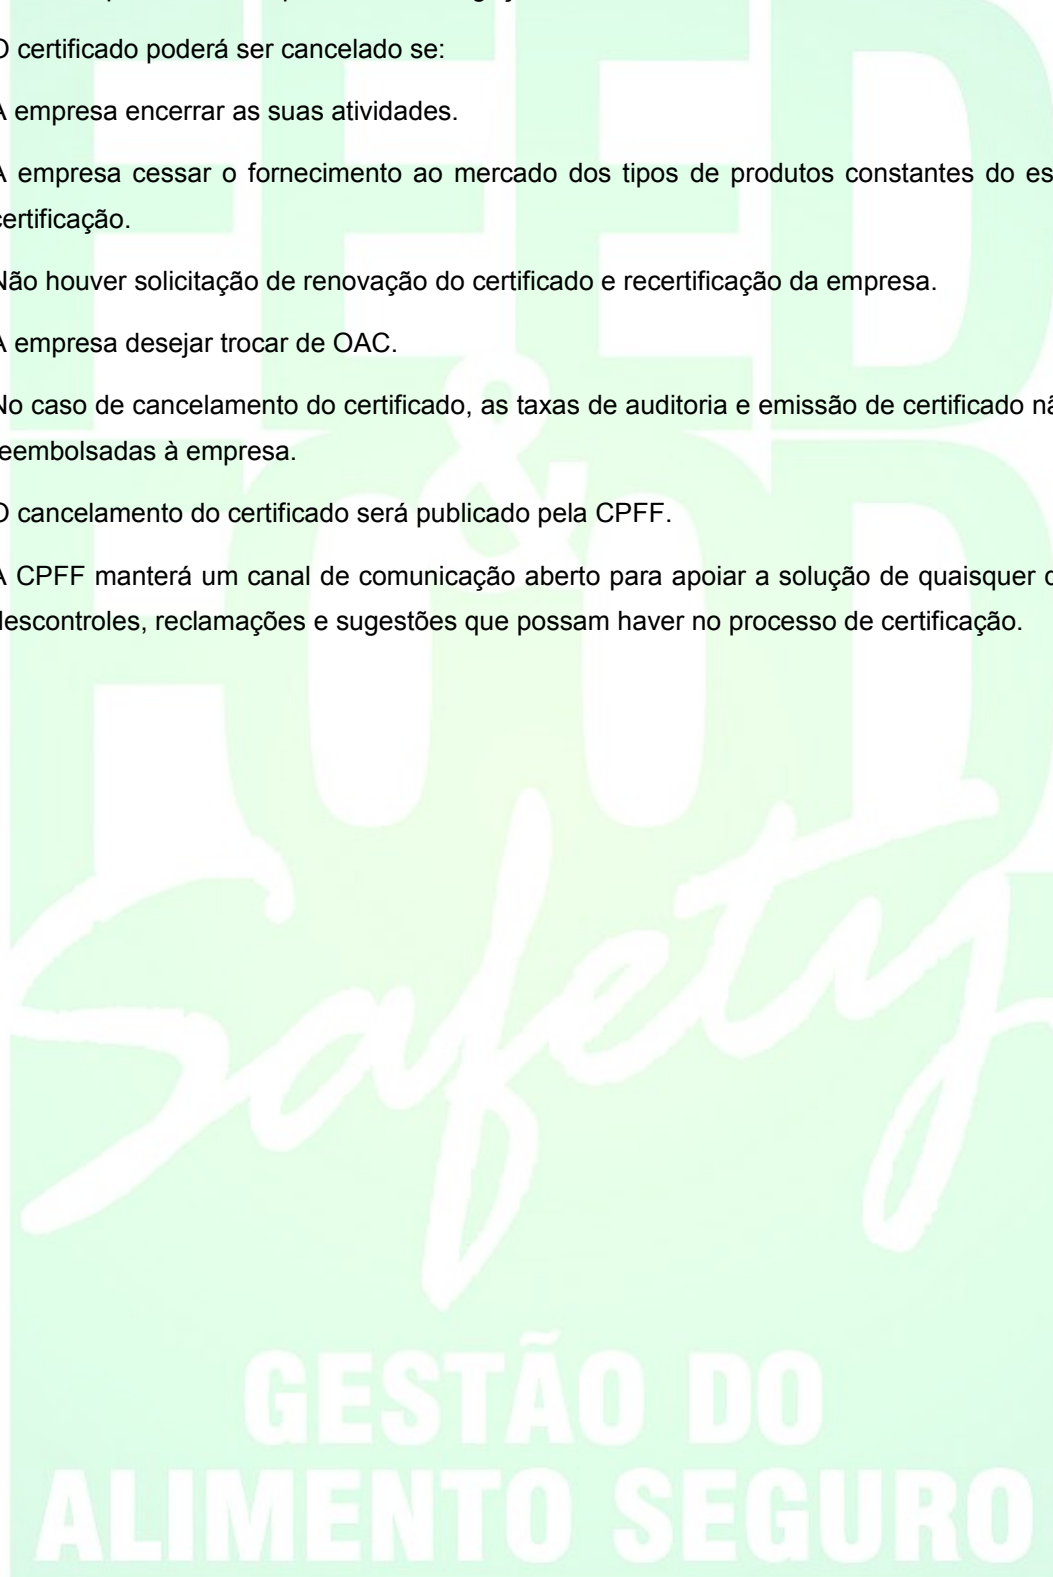 certificado poderá ser cancelado se:
A empresa encerrar as suas atividades.
A empresa cessar o fornecimento ao mercado dos tipos de produtos constantes do
certificação.
Não houver solicitação de renovação do certificado e recertificação da empresa.
A empresa desejar trocar de OAC.
No caso de cancelamento do certificado, as taxas de auditoria e emissão de certificado
reembolsadas à empresa.
O cancelamento do certificado será publicado pela CPFF.
A CPFF manterá um canal de comunicação aberto para apoiar a solução de quaisquer
descontroles, reclamações e sugestões que possam haver no processo de certificação.
FEED
&
FOOD
Safety
GESTÃO DO
ALIMENTO SEGURO